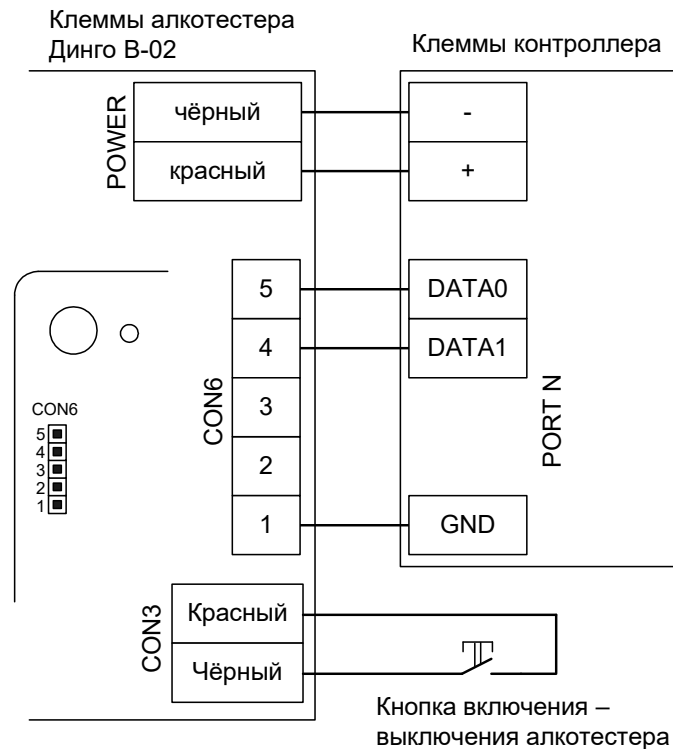 Клеммы алкотестера
Динго В-02
Клеммы контроллера
POWER
чёрный
-
красный
+
5
DATA0
4
DATA1
3
2
1
GND
CON6
PORT N
CON6
5
4
3
2
1
CON3
Красный
Чёрный
Кнопка включения –
выключения алкотестера